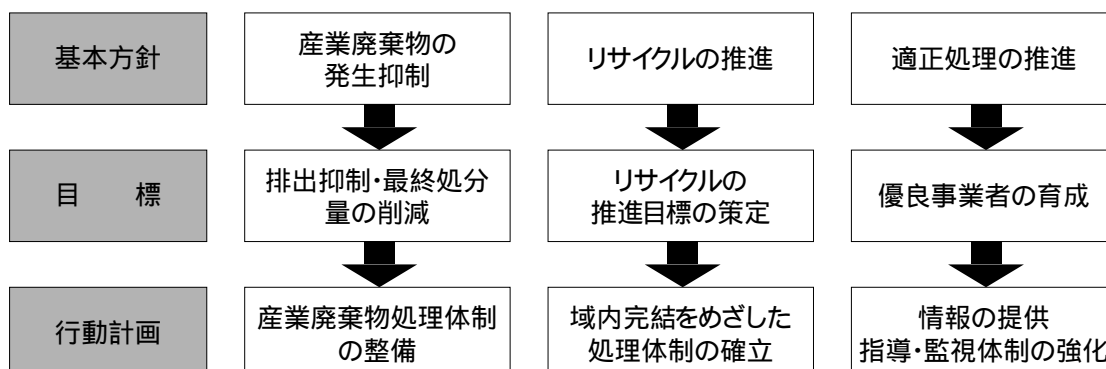 基本方針
産業廃棄物の
発生抑制
リサイクルの推進
適正処理の推進
目　　標
排出抑制・最終処分
量の削減
リサイクルの
推進目標の策定
優良事業者の育成
行動計画
産業廃棄物処理体制
の整備
域内完結をめざした
処理体制の確立
情報の提供
指導・監視体制の強化